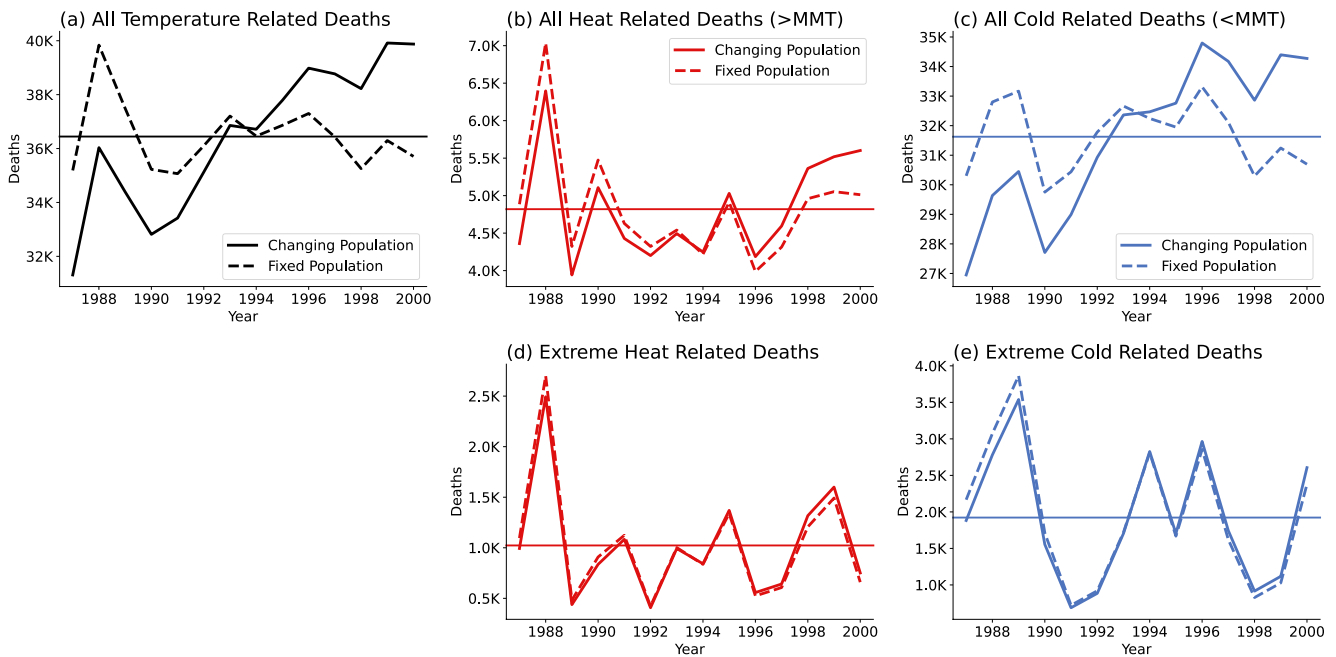 (a) All Temperature Related Deaths
40K
38K
36K
34K
32K
Deaths
Changing Population
Fixed Population
1988 1990 1992 1994 1996 1998 2000
Year
(b) All Heat Related Deaths (>MMT)
7.0K
6.5K
6.0K
5.5K
5.0K
4.5K
4.0K
Deaths
Changing Population
Fixed Population
1988 1990 1992 1994 1996 1998 2000
Year
(c) All Cold Related Deaths (<MMT)
35K
34K
33K
32K
31K
30K
29K
28K
27K
Deaths
Changing Population
Fixed Population
1988 1990 1992 1994 1996 1998 2000
Year
(d) Extreme Heat Related Deaths
2.5K
2.0K
1.5K
1.0K
0.5K
Deaths
1988 1990 1992 1994 1996 1998 2000
Year
(e) Extreme Cold Related Deaths
4.0K
3.5K
3.0K
2.5K
2.0K
1.5K
1.0K
Deaths
1988 1990 1992 1994 1996 1998 2000
Year